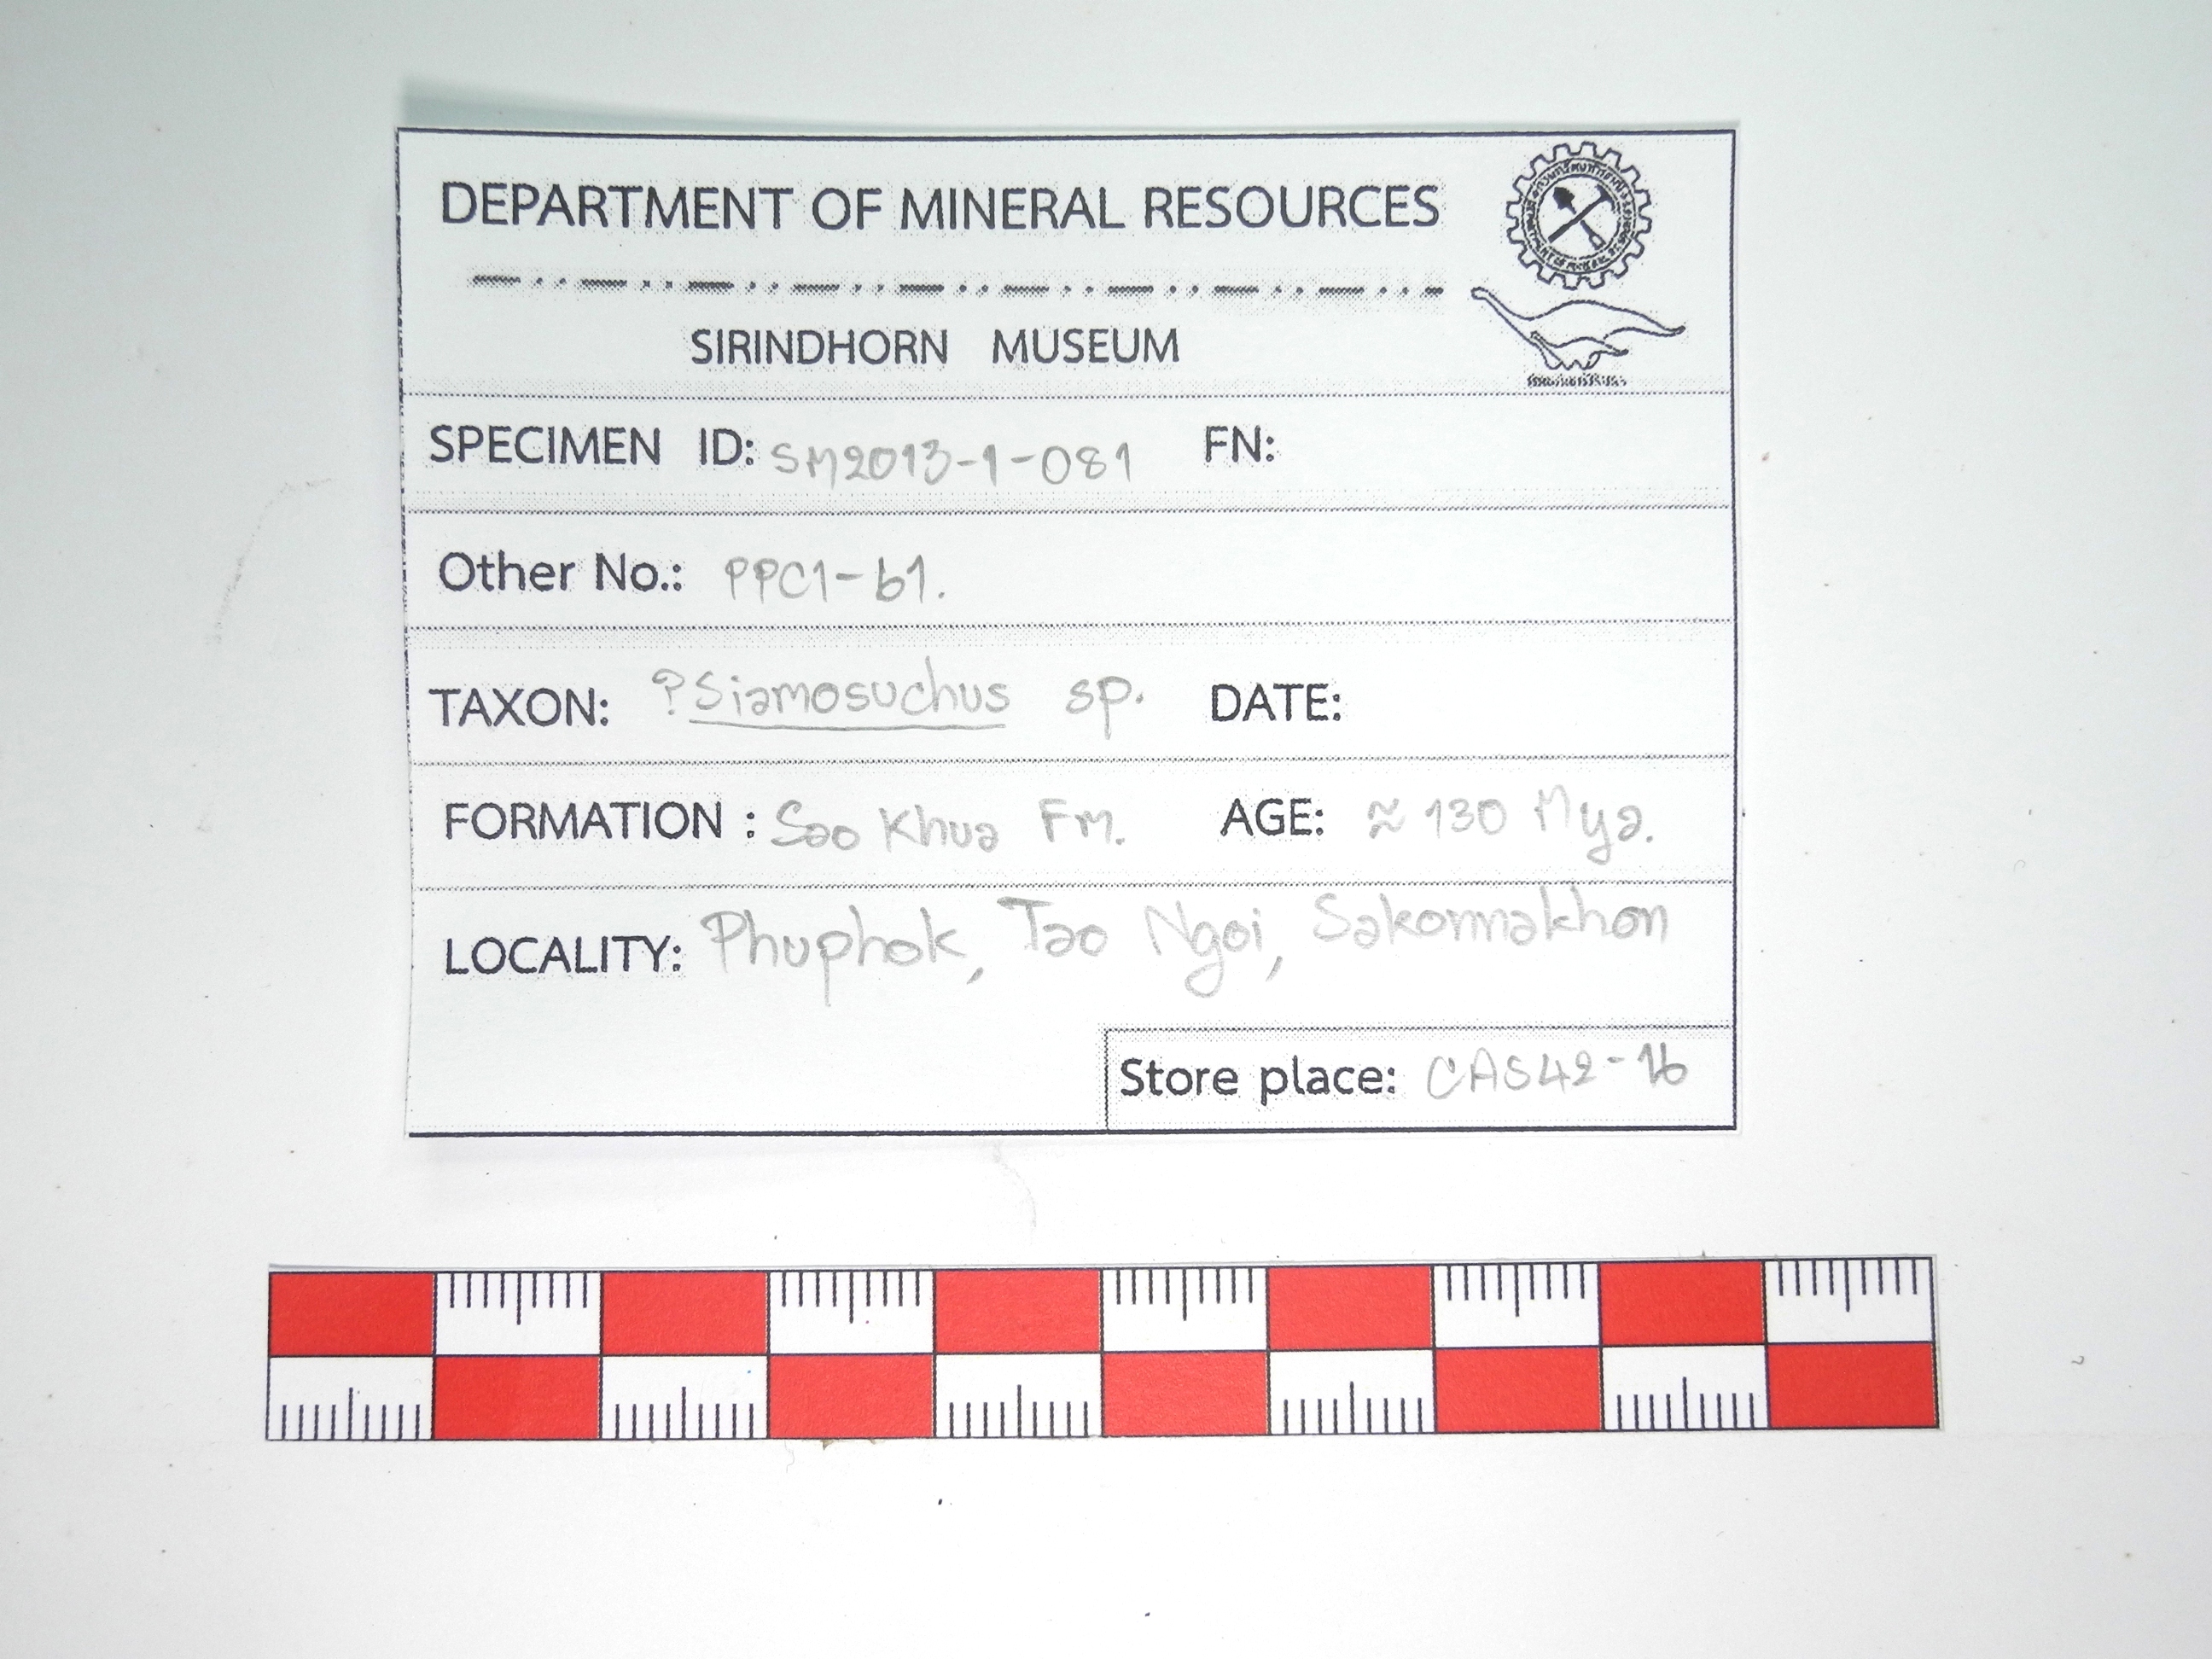 DEPARTMENT OF MINERAL RESOURCES
SIRINDHORN MUSEUM
SPECIMEN ID: SM2013-1-081 FN:
Other No.: PPC1-61.
TAXON: ?Siamosuchus sp. DATE:
FORMATION : Sao Khua Fm. AGE: ≈ 130 Mya.
LOCALITY: Phuphok, Tao Ngoi, Sakonnakhon
Store place: CAS42-16